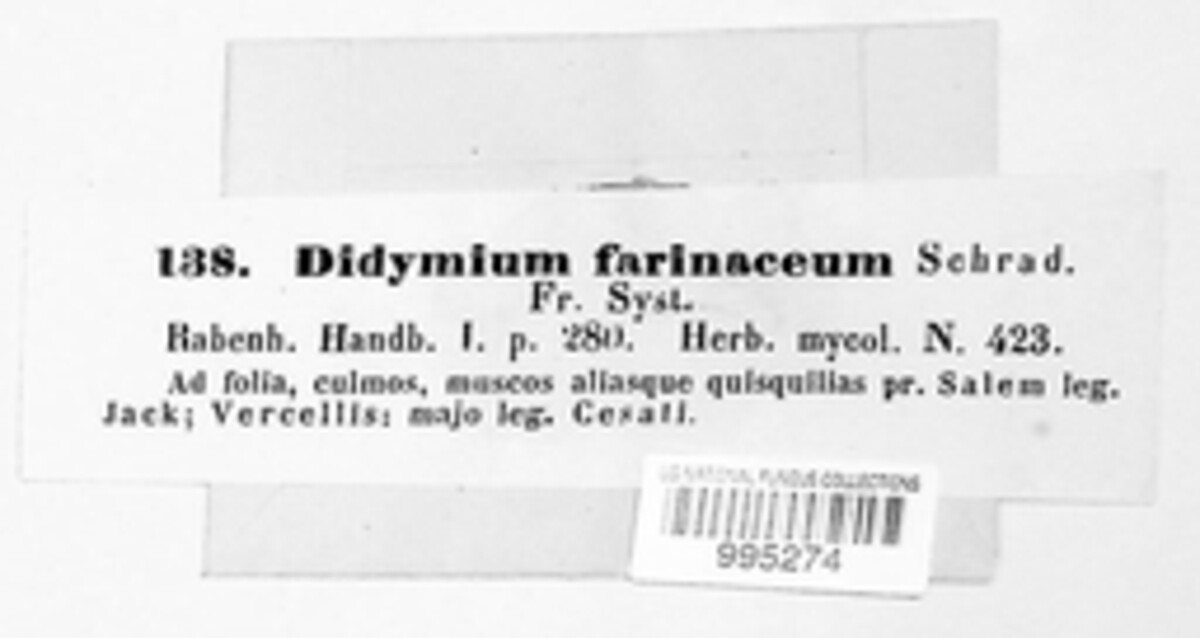 138. Didymium farinaceum Schrad.
Fr. Syst.
Rabenh. Handb. I. p. 280. Herb. mycol. N. 423.
Ad folia, culmos, muscos aliasque quisquilias pr. Salem leg.
Jack; Vercellis: majo leg. Cesati.
US NATIONAL FUNGUS COLLECTIONS
995274